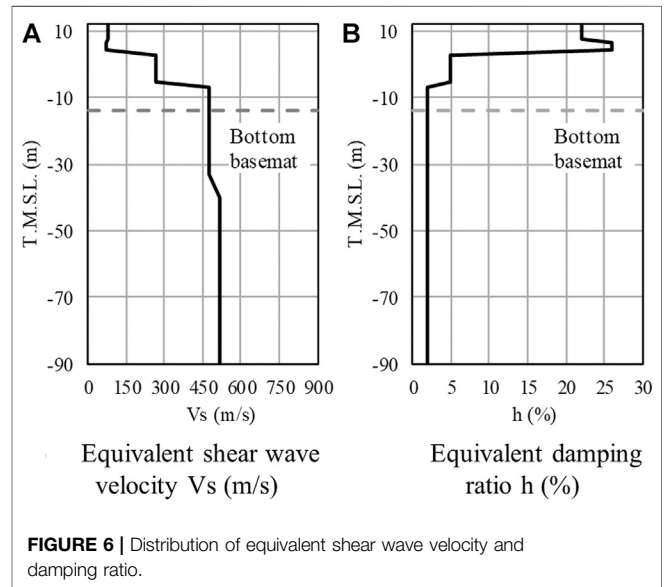 A
10
-10
-30
-50
-70
-90
T.M.S.L. (m)
Bottom
basemat
0 150 300 450 600 750 900
Vs (m/s)
Equivalent shear wave
velocity Vs (m/s)
B
10
-10
-30
-50
-70
-90
T.M.S.L. (m)
Bottom
basemat
0 5 10 15 20 25 30
h (%)
Equivalent damping
ratio h (%)
FIGURE 6 | Distribution of equivalent shear wave velocity and
damping ratio.